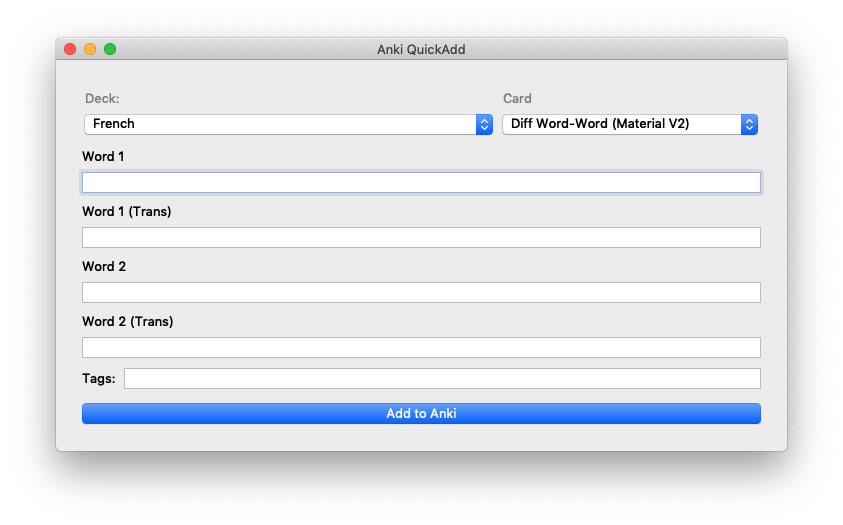 Anki QuickAdd
Deck: Card
French Diff Word-Word (Material V2)
Word 1
Word 1 (Trans)
Word 2
Word 2 (Trans)
Tags:
Add to Anki